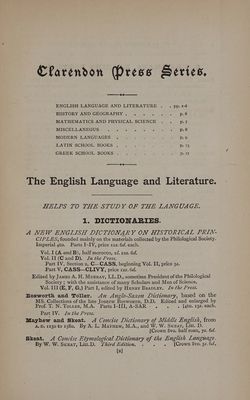 Clarendon Press Series.
ENGLISH LANGUAGE AND LITERATURE . . pp. 1-6
HISTORY AND GEOGRAPHY . . . . . . p. 6
MATHEMATICS AND PHYSICAL SCIENCE . . p. 7
MISCELLANEOUS . . . . . . . . p. 8
MODERN LANGUAGES . . . . . . . p.
LATIN SCHOOL BOOKS . . . . . . p. 13
GREEK SCHOOL BOOKS . . . . . . p.
The English Language and Literature.
HELPS TO THE STUDY OF THE LANGUAGE.
1. DICTIONARIES.
A NEW ENGLISH DICTIONARY ON HISTORICAL PRIN-
CIPLES, founded mainly on the materials collected by the Philological Society.
Imperial 4to. Parts I-IV, price 12s. 6d. each.
Vol. I (A and B), half morocco, 2l. 12s. 6d.
Vol. II (C and D). In the Press.
Part IV, Section 2, C—CASS, beginning Vol. II, price 5s.
Part V, CASS—CLIVY, price 12s. 6d.
Edited by JAMES A. H. MURRAY, LL.D., sometime President of the Philological
Society; with the assistance of many Scholars and Men of Science.
Vol. III (E, F, G,) Part I, edited by HENRY BRADLEY. In the Press.
Bosworth and Toller. An Anglo-Saxon Dictionary, based on the
MS. Collections of the late JOSEPH BOSWORTH, D.D. Edited and enlarged by
Prof. T. N. TOLLER, M.A. Parts I-III, A-SAR . . . [4to, 15s. each.
Part IV. In the Press.
Mayhew and Skeat. A Concise Dictionary of Middle English, from
A. D. 1150 to 1580. By A. L. MAYHEW, M.A., and W. W. SKEAT, Litt. D.
[Crown 8vo. half roan, 7s. 6d.
Skeat. A Concise Etymological Dictionary of the English Language.
By W. W. SKEAT, Litt.D. Third Edition. . . . [Crown 8vo. 5s. 6d.